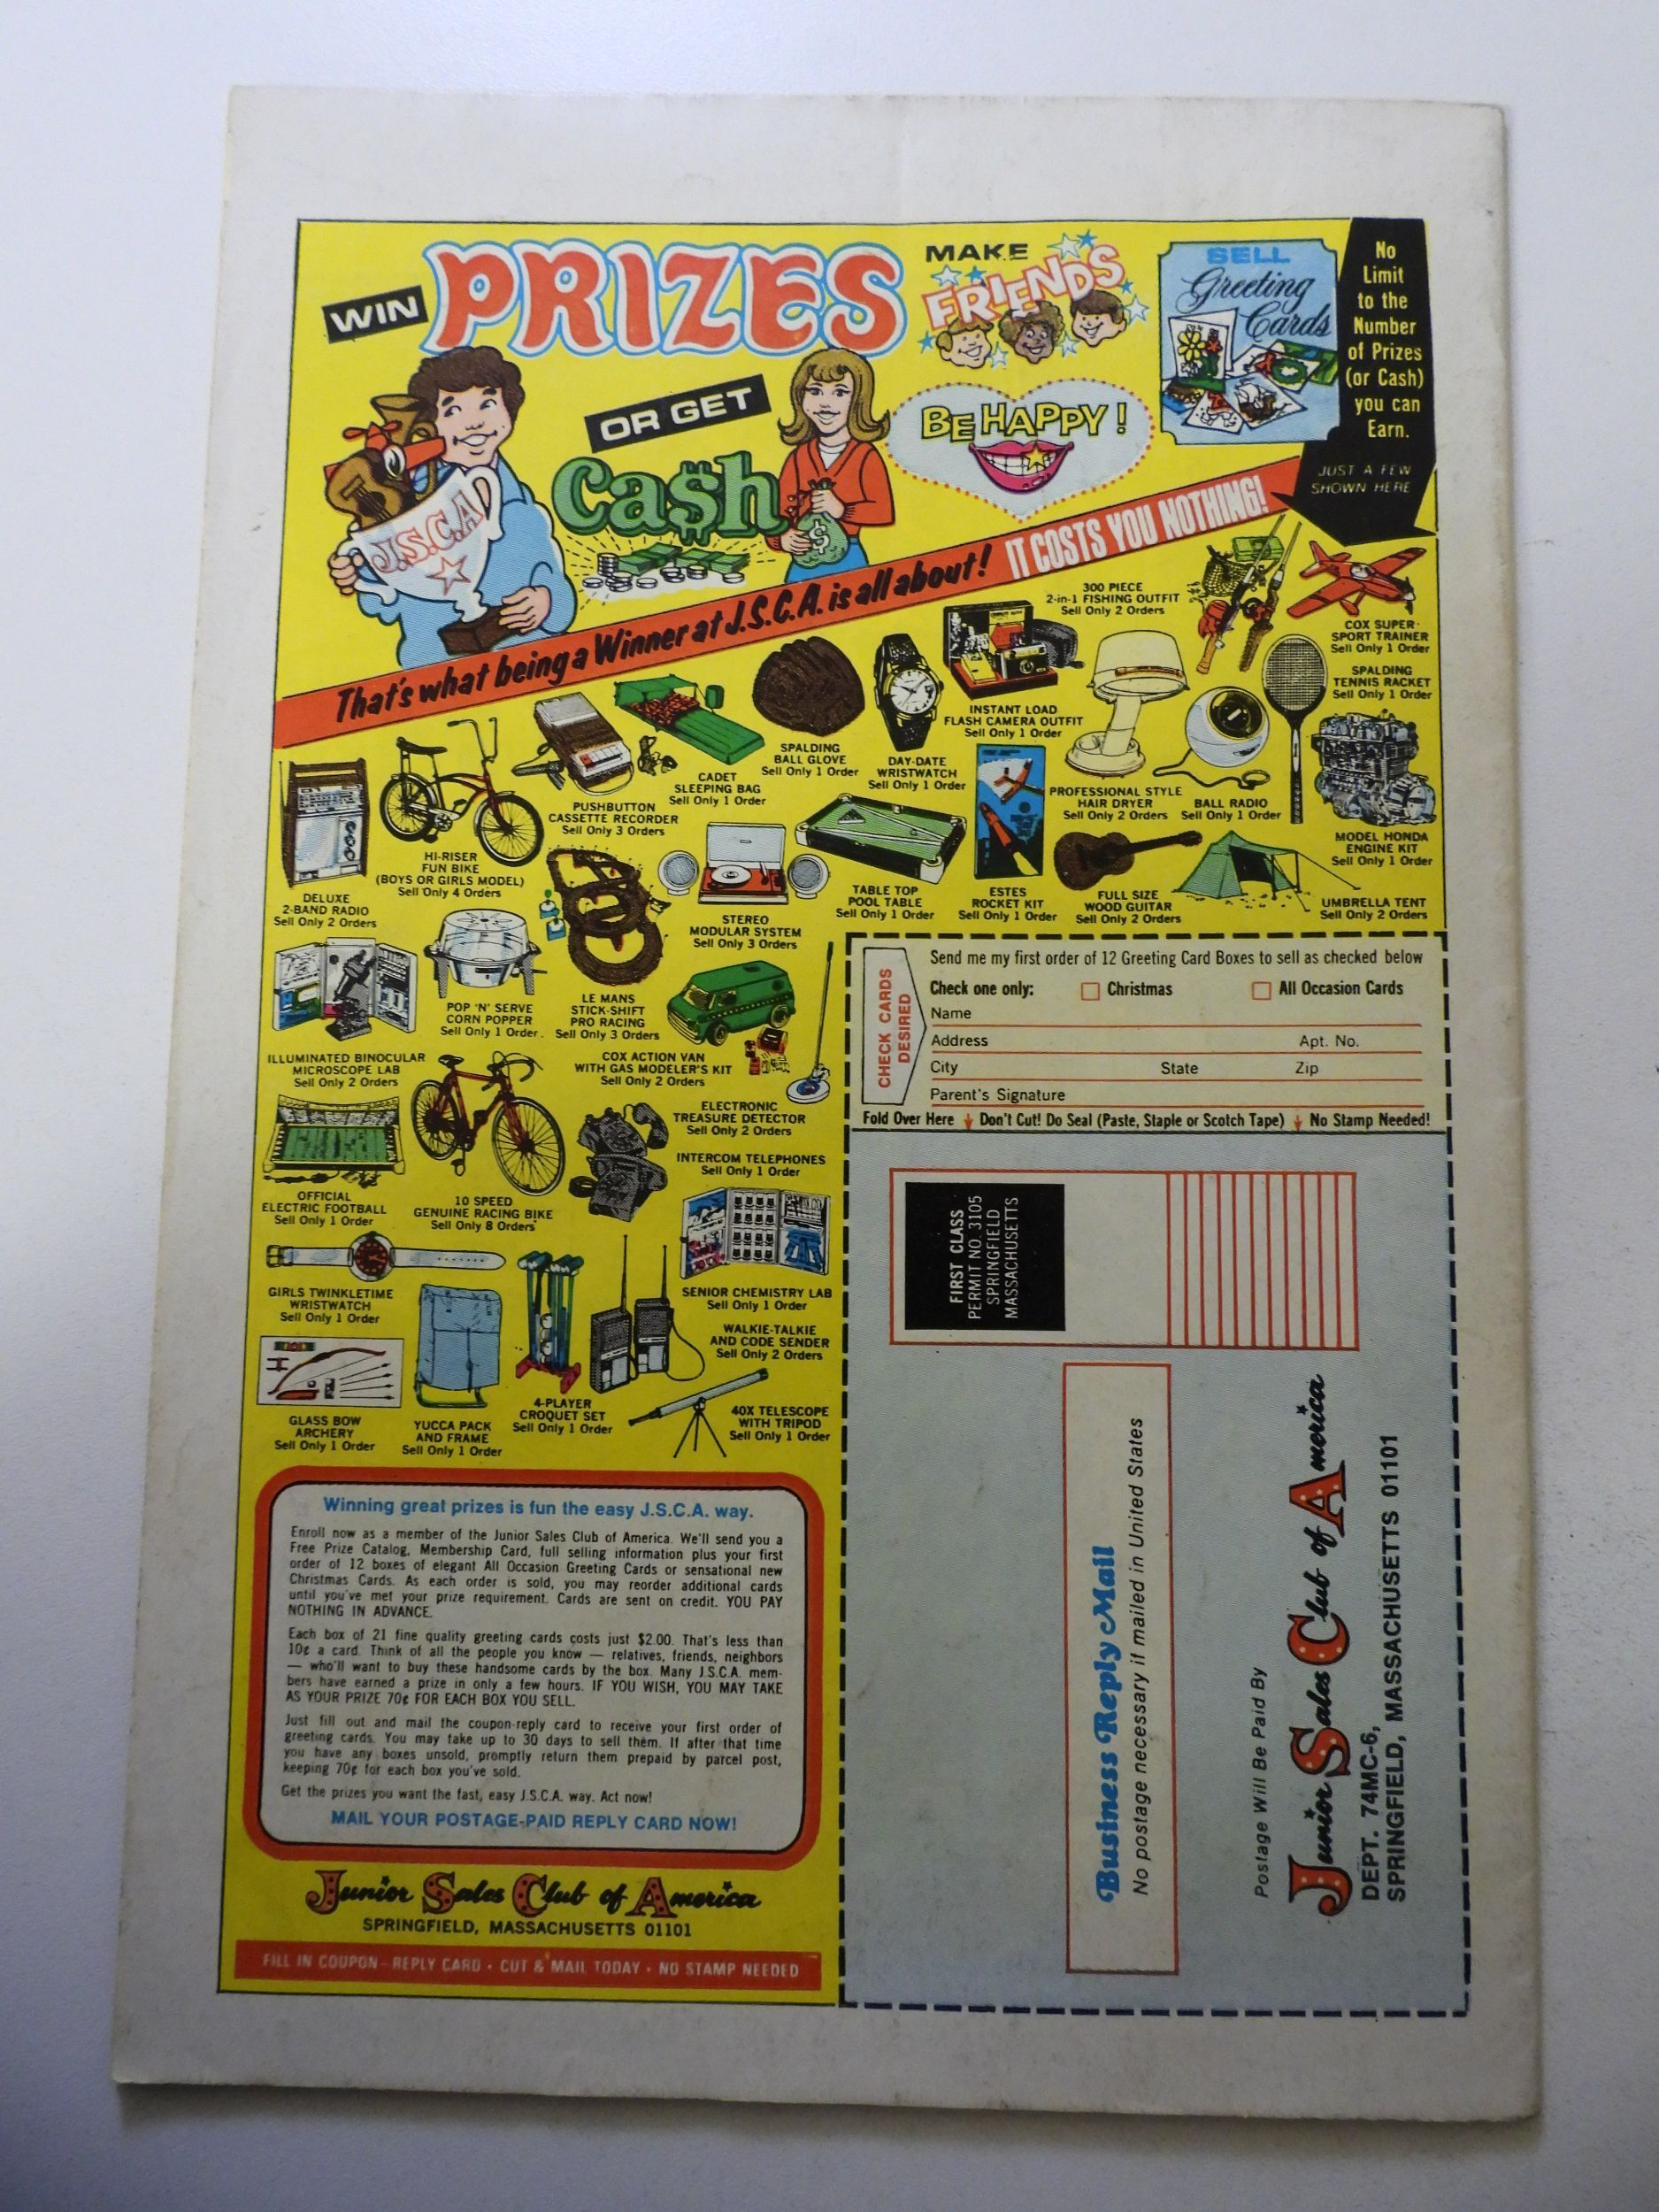 WIN PRIZES
OR GET
Ca$h
MAKE
FRIENDS
BE HAPPY!
SELL
Greeting
Cards
No
Limit
to the
Number
of Prizes
(or Cash)
you can
Earn.
JUST A FEW
SHOWN HERE
J.S.C.A
$
That's what being a Winner at J.S.C.A. is all about! IT COSTS YOU NOTHING!
300 PIECE
2-in-1 FISHING OUTFIT
Sell Only 2 Orders
COX SUPER-
SPORT TRAINER
Sell Only 1 Order
SPALDING
TENNIS RACKET
Sell Only 1 Order
INSTANT LOAD
FLASH CAMERA OUTFIT
Sell Only 1 Order
SPALDING
BALL GLOVE
Sell Only 1 Order
DAY-DATE
WRISTWATCH
Sell Only 1 Order
CADET
SLEEPING BAG
Sell Only 1 Order
PUSHBUTTON
CASSETTE RECORDER
Sell Only 3 Orders
PROFESSIONAL STYLE
HAIR DRYER
Sell Only 2 Orders
BALL RADIO
Sell Only 1 Order
MODEL HONDA
ENGINE KIT
Sell Only 1 Order
HI-RISER
FUN BIKE
(BOYS OR GIRLS MODEL)
Sell Only 4 Orders
DELUXE
2-BAND RADIO
Sell Only 2 Orders
STEREO
MODULAR SYSTEM
Sell Only 3 Orders
TABLE TOP
POOL TABLE
Sell Only 1 Order
ESTES
ROCKET KIT
Sell Only 1 Order
FULL SIZE
WOOD GUITAR
Sell Only 2 Orders
UMBRELLA TENT
Sell Only 2 Orders
POP 'N' SERVE
CORN POPPER
Sell Only 1 Order
LE MANS
STICK-SHIFT
PRO RACING
Sell Only 3 Orders
ILLUMINATED BINOCULAR
MICROSCOPE LAB
Sell Only 2 Orders
COX ACTION VAN
WITH GAS MODELER'S KIT
Sell Only 2 Orders
ELECTRONIC
TREASURE DETECTOR
Sell Only 2 Orders
INTERCOM TELEPHONES
Sell Only 1 Order
OFFICIAL
ELECTRIC FOOTBALL
Sell Only 1 Order
10 SPEED
GENUINE RACING BIKE
Sell Only 8 Orders
GIRLS TWINKLETIME
WRISTWATCH
Sell Only 1 Order
SENIOR CHEMISTRY LAB
Sell Only 1 Order
WALKIE-TALKIE
AND CODE SENDER
Sell Only 2 Orders
GLASS BOW
ARCHERY
Sell Only 1 Order
YUCCA PACK
AND FRAME
Sell Only 1 Order
4-PLAYER
CROQUET SET
Sell Only 1 Order
40X TELESCOPE
WITH TRIPOD
Sell Only 1 Order
Winning great prizes is fun the easy J.S.C.A. way.
Enroll now as a member of the Junior Sales Club of America. We'll send you a
Free Prize Catalog, Membership Card, full selling information plus your first
order of 12 boxes of elegant All Occasion Greeting Cards or sensational new
Christmas Cards. As each order is sold, you may reorder additional cards
until you've met your prize requirement. Cards are sent on credit. YOU PAY
NOTHING IN ADVANCE.
Each box of 21 fine quality greeting cards costs just $2.00. That's less than
10¢ a card. Think of all the people you know — relatives, friends, neighbors
— who'll want to buy these handsome cards by the box. Many J.S.C.A. mem-
bers have earned a prize in only a few hours. IF YOU WISH, YOU MAY TAKE
AS YOUR PRIZE 70¢ FOR EACH BOX YOU SELL.
Just fill out and mail the coupon-reply card to receive your first order of
greeting cards. You may take up to 30 days to sell them. If after that time
you have any boxes unsold, promptly return them prepaid by parcel post,
keeping 70¢ for each box you've sold.
Get the prizes you want the fast, easy J.S.C.A. way. Act now!
MAIL YOUR POSTAGE-PAID REPLY CARD NOW!
Junior Sales Club of America
SPRINGFIELD, MASSACHUSETTS 01101
FILL IN COUPON - REPLY CARD • CUT & MAIL TODAY • NO STAMP NEEDED
CHECK CARDS
DESIRED
Send me my first order of 12 Greeting Card Boxes to sell as checked below
Check one only: Christmas All Occasion Cards
Name
Address Apt. No.
City State Zip
Parent's Signature
Fold Over Here Don't Cut! Do Seal (Paste, Staple or Scotch Tape) No Stamp Needed!
FIRST CLASS
PERMIT NO. 3105
SPRINGFIELD
MASSACHUSETTS
Business Reply Mail
No postage necessary if mailed in United States
Postage Will Be Paid By
Junior Sales Club of America
DEPT. 74MC-6,
SPRINGFIELD, MASSACHUSETTS 01101